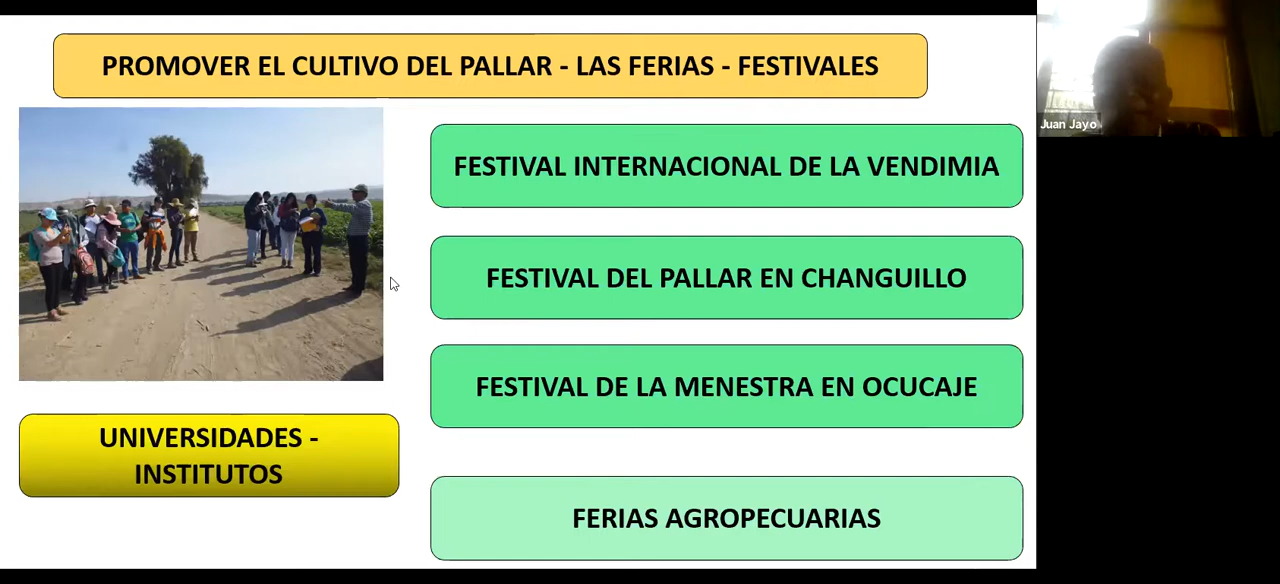 PROMOVER EL CULTIVO DEL PALLAR - LAS FERIAS - FESTIVALES
Juan Jayo
FESTIVAL INTERNACIONAL DE LA VENDIMIA
FESTIVAL DEL PALLAR EN CHANGUILLO
FESTIVAL DE LA MENESTRA EN OCUCAJE
UNIVERSIDADES -
INSTITUTOS
FERIAS AGROPECUARIAS